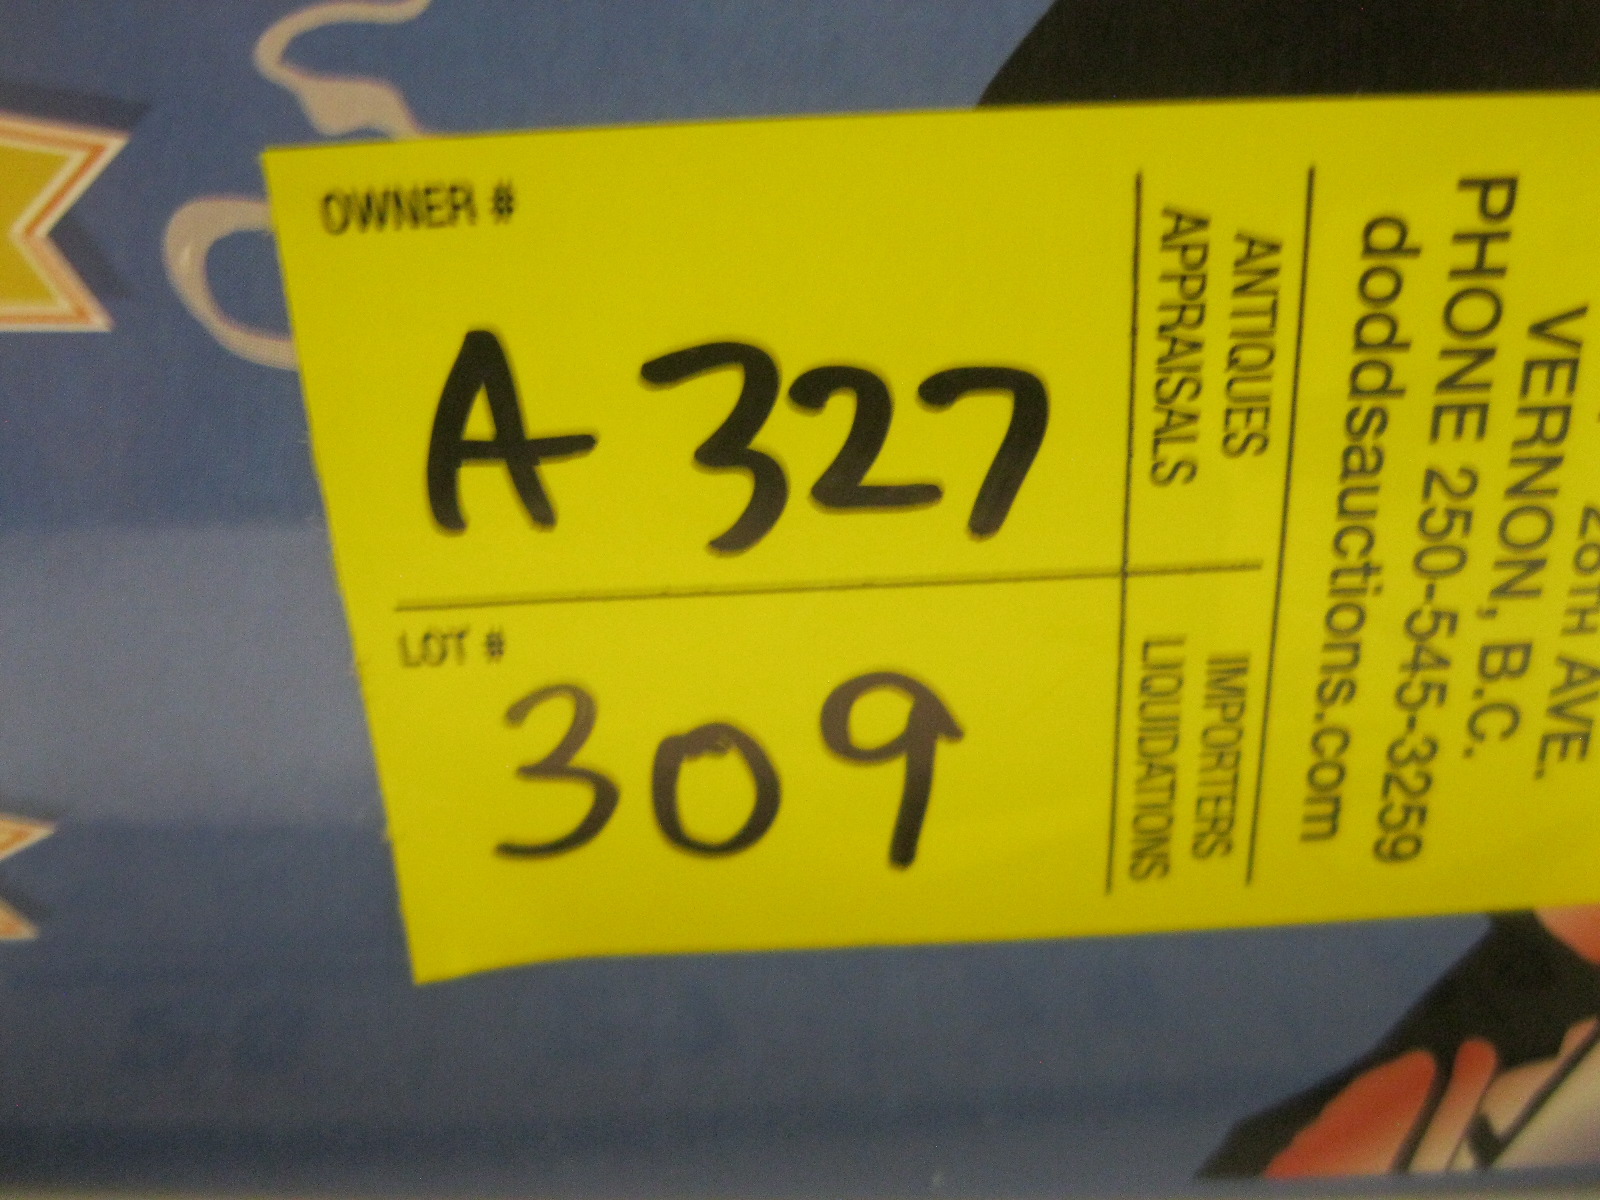 OWNER #
A 327
LOT #
309
ANTIQUES
APPRAISALS
IMPORTERS
LIQUIDATIONS
28TH AVE.
VERNON, B.C.
PHONE 250-545-3259
doddsauctions.com